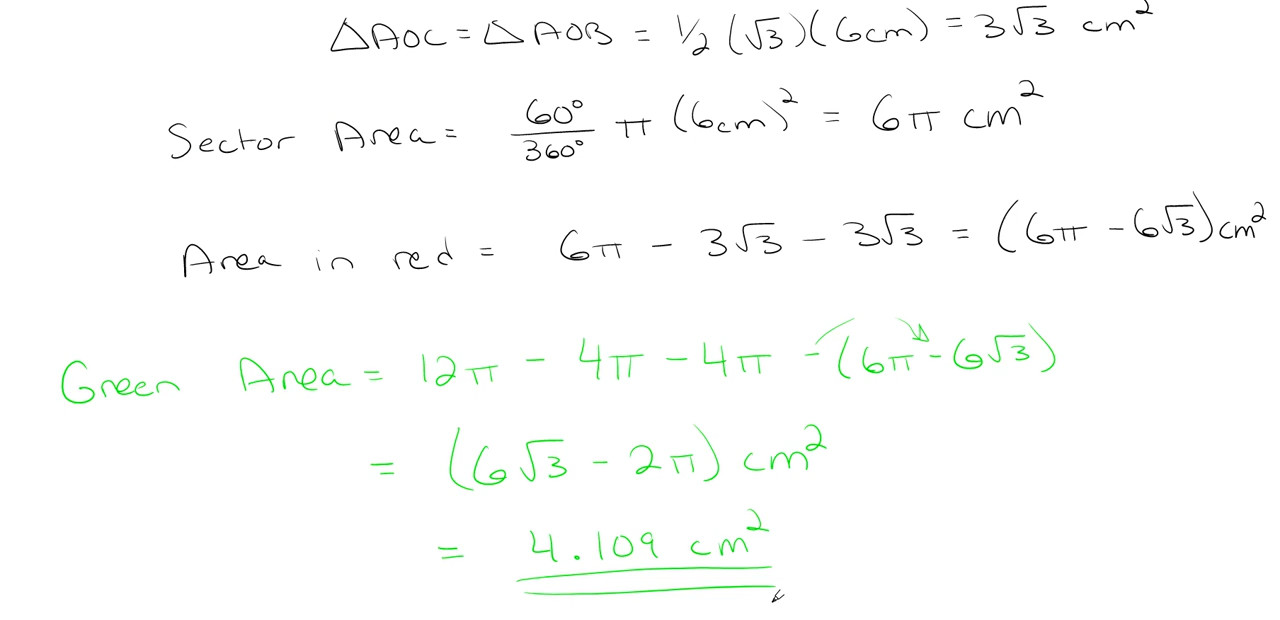 △AOC = △AOB = 1/2 (√3)(6cm) = 3√3 cm²
Sector Area = 60°/360° π (6cm)² = 6π cm²
Area in red = 6π - 3√3 - 3√3 = (6π - 6√3) cm²
Green Area = 12π - 4π - 4π - (6π - 6√3)
= (6√3 - 2π) cm²
= 4.109 cm²